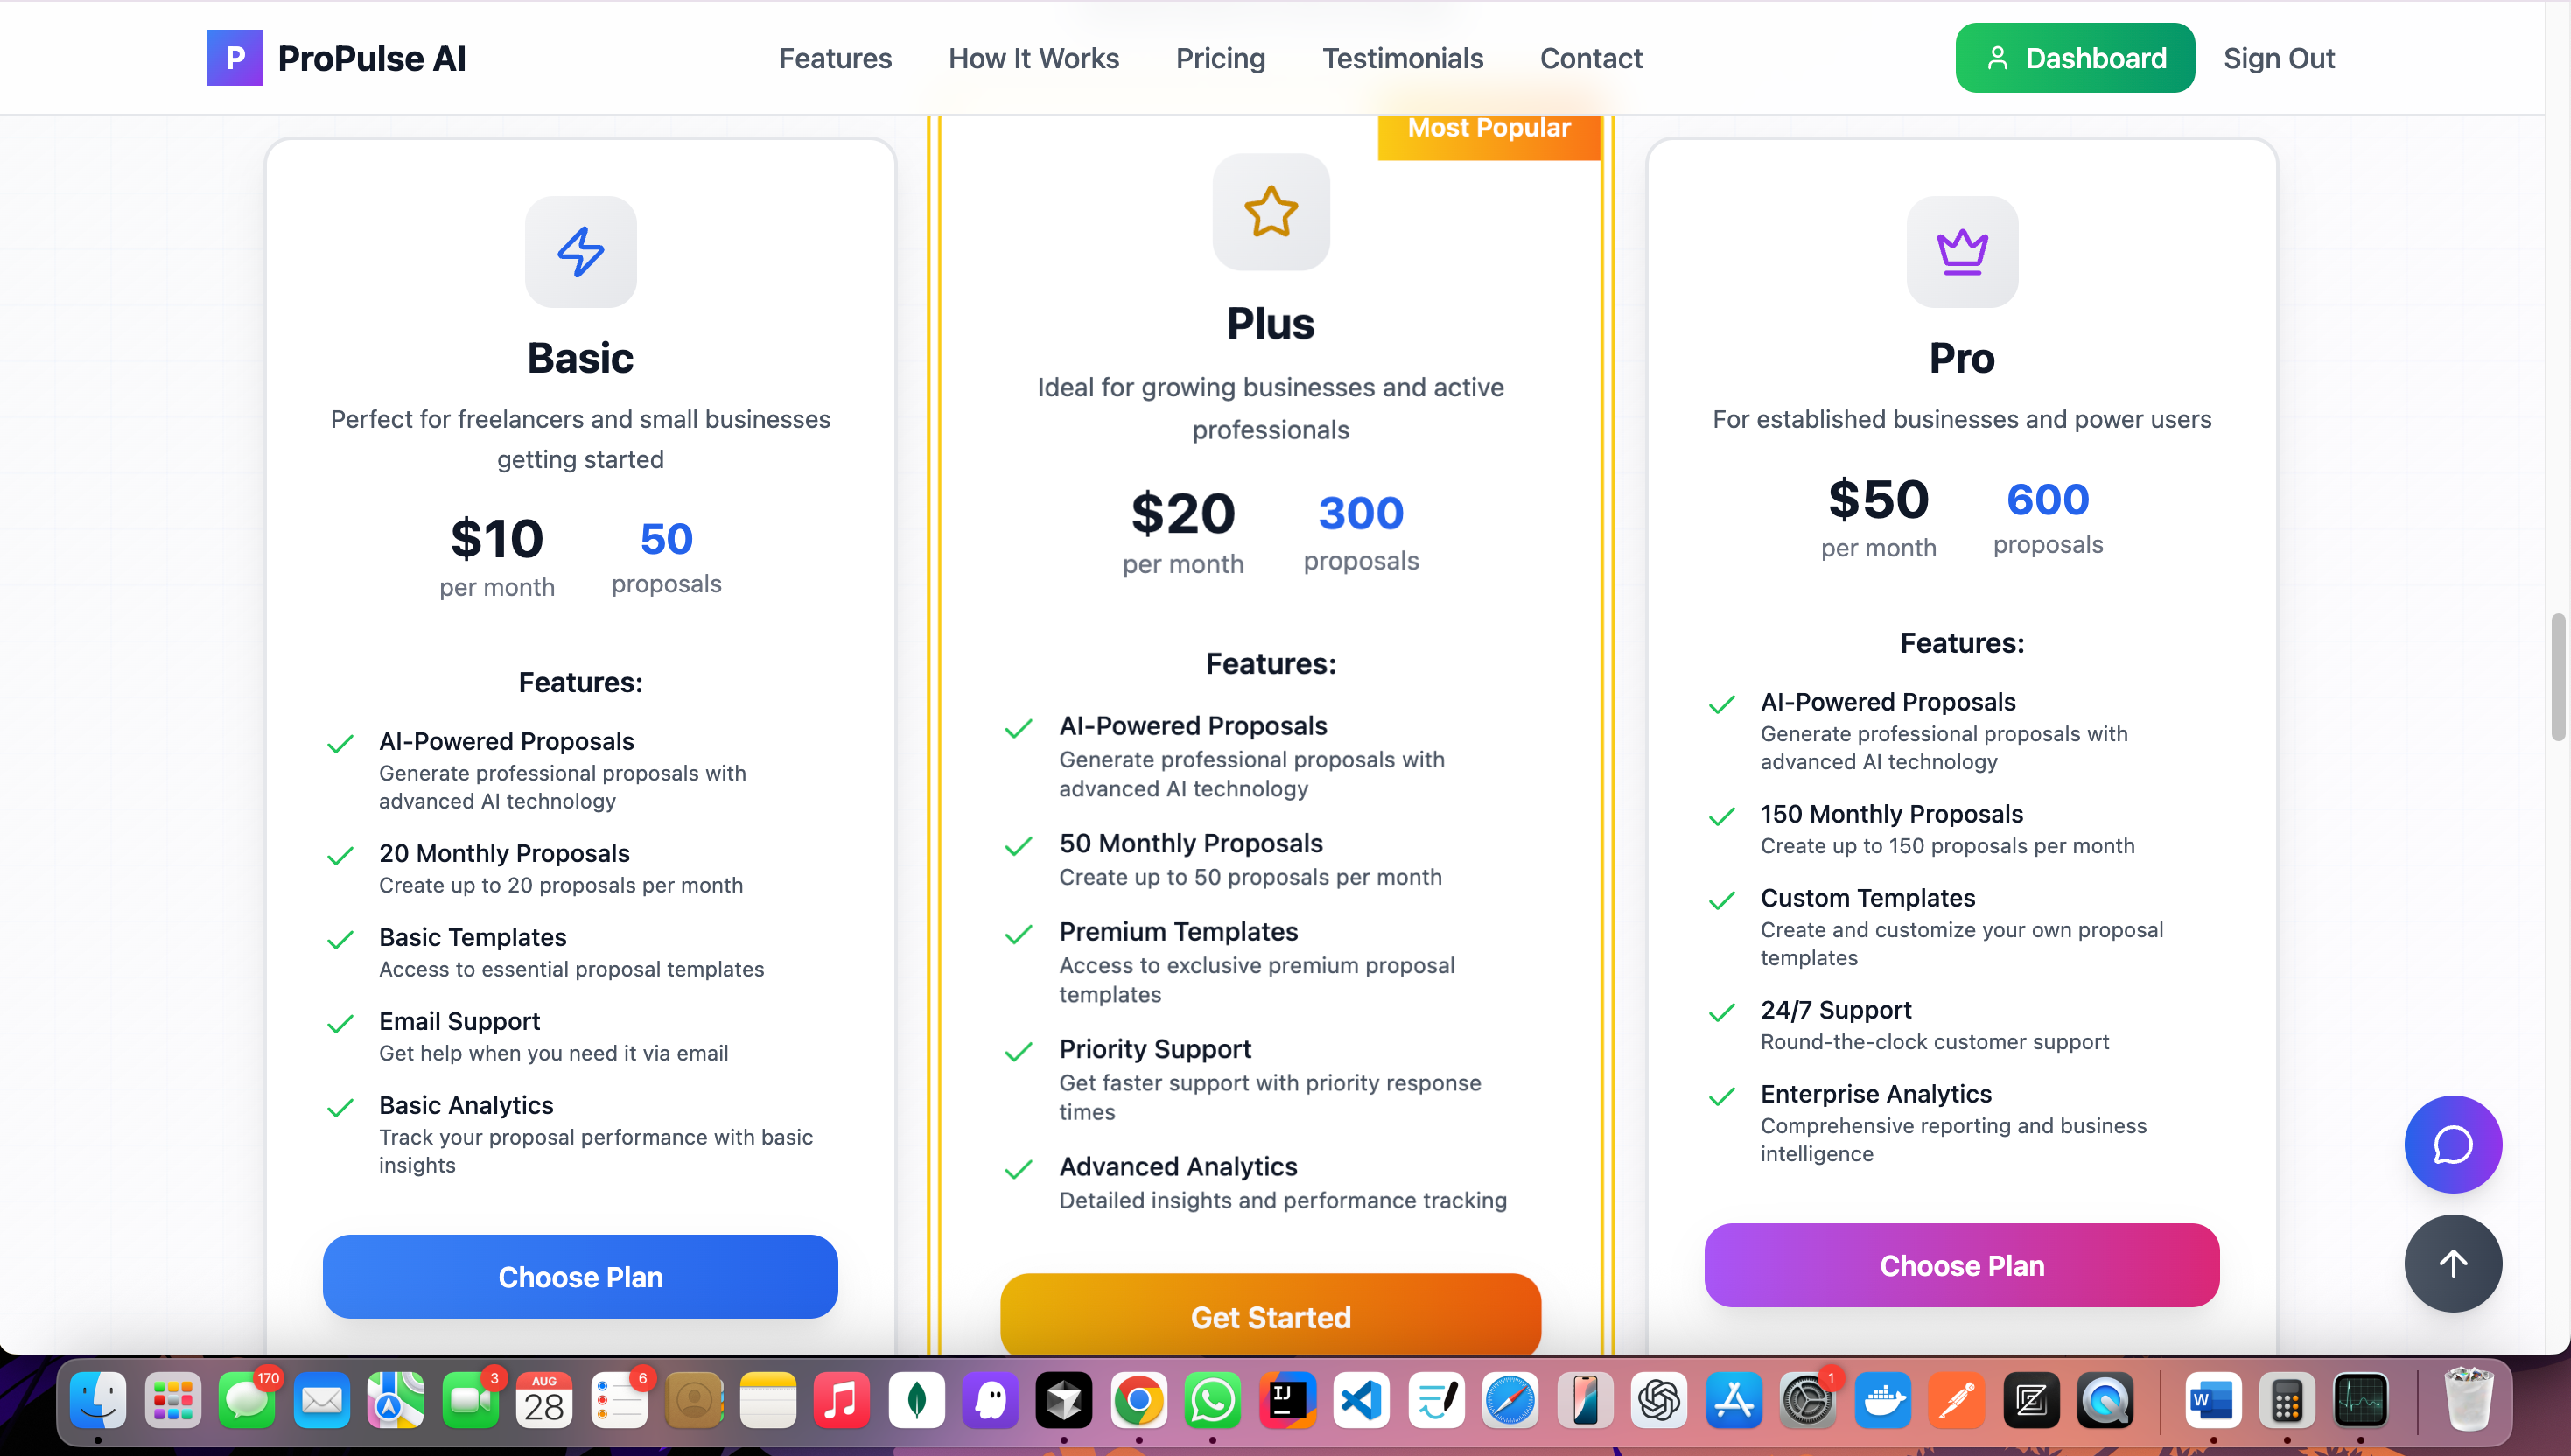 P ProPulse AI
Features How It Works Pricing Testimonials Contact
Dashboard Sign Out
Basic
Perfect for freelancers and small businesses
getting started
$10 50
per month proposals
Features:
AI-Powered Proposals
Generate professional proposals with
advanced AI technology
20 Monthly Proposals
Create up to 20 proposals per month
Basic Templates
Access to essential proposal templates
Email Support
Get help when you need it via email
Basic Analytics
Track your proposal performance with basic
insights
Choose Plan
Most Popular
Plus
Ideal for growing businesses and active
professionals
$20 300
per month proposals
Features:
AI-Powered Proposals
Generate professional proposals with
advanced AI technology
50 Monthly Proposals
Create up to 50 proposals per month
Premium Templates
Access to exclusive premium proposal
templates
Priority Support
Get faster support with priority response
times
Advanced Analytics
Detailed insights and performance tracking
Get Started
Pro
For established businesses and power users
$50 600
per month proposals
Features:
AI-Powered Proposals
Generate professional proposals with
advanced AI technology
150 Monthly Proposals
Create up to 150 proposals per month
Custom Templates
Create and customize your own proposal
templates
24/7 Support
Round-the-clock customer support
Enterprise Analytics
Comprehensive reporting and business
intelligence
Choose Plan
170 3 AUG 28 6 IJ 1 W